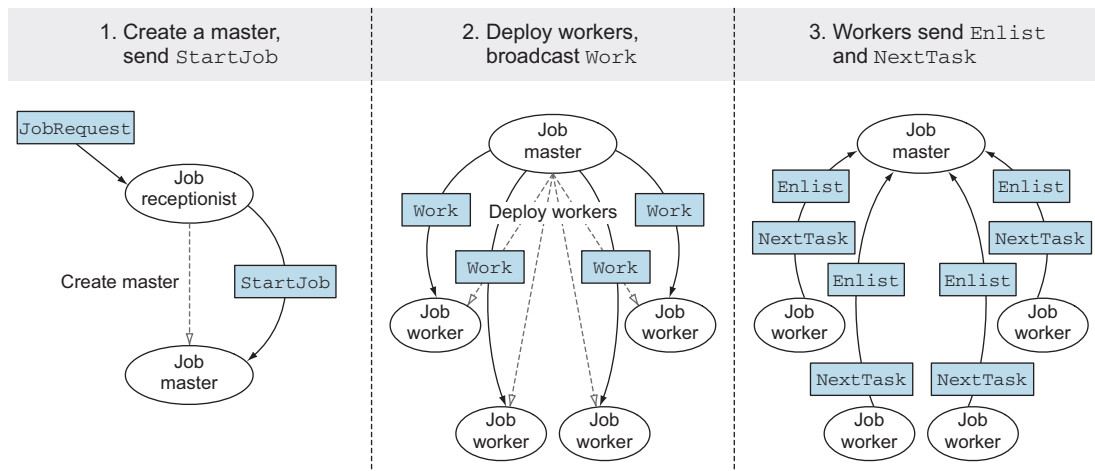 1. Create a master,
send StartJob
JobRequest
Job
receptionist
Create master
StartJob
Job
master
2. Deploy workers,
broadcast Work
Job
master
Work
Deploy workers
Work
Work
Work
Job
worker
Job
worker
Job
worker
Job
worker
3. Workers send Enlist
and NextTask
Job
master
Enlist
Enlist
NextTask
NextTask
Enlist
Enlist
Job
worker
Job
worker
NextTask
NextTask
Job
worker
Job
worker